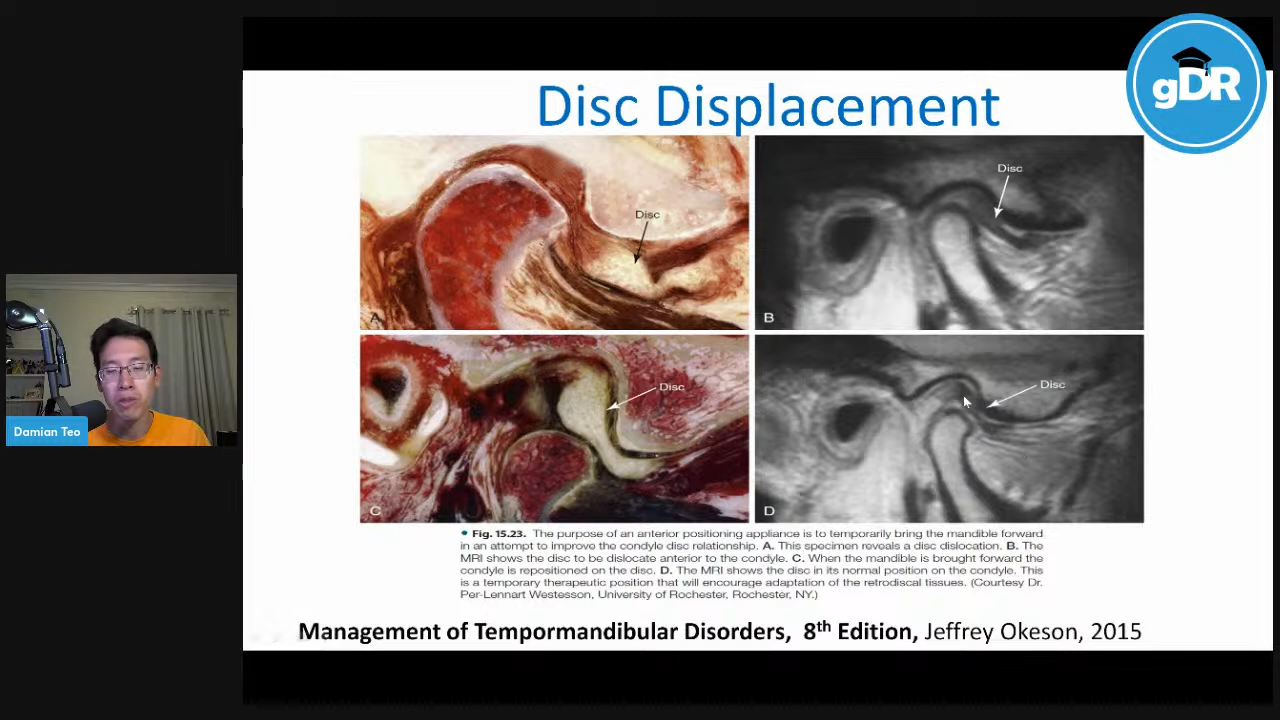 gDR
Disc Displacement
Disc
A
Disc
B
Disc
C
Disc
D
• Fig. 15.23. The purpose of an anterior positioning appliance is to temporarily bring the mandible forward
in an attempt to improve the condyle disc relationship. A. This specimen reveals a disc dislocation. B. The
MRI shows the disc to be dislocate anterior to the condyle. C. When the mandible is brought forward the
condyle is repositioned on the disc. D. The MRI shows the disc in its normal position on the condyle. This
is a temporary therapeutic position that will encourage adaptation of the retrodiscal tissues. (Courtesy Dr.
Per-Lennart Westesson, University of Rochester, Rochester, NY.)
Management of Tempormandibular Disorders, 8th Edition, Jeffrey Okeson, 2015
Damian Teo